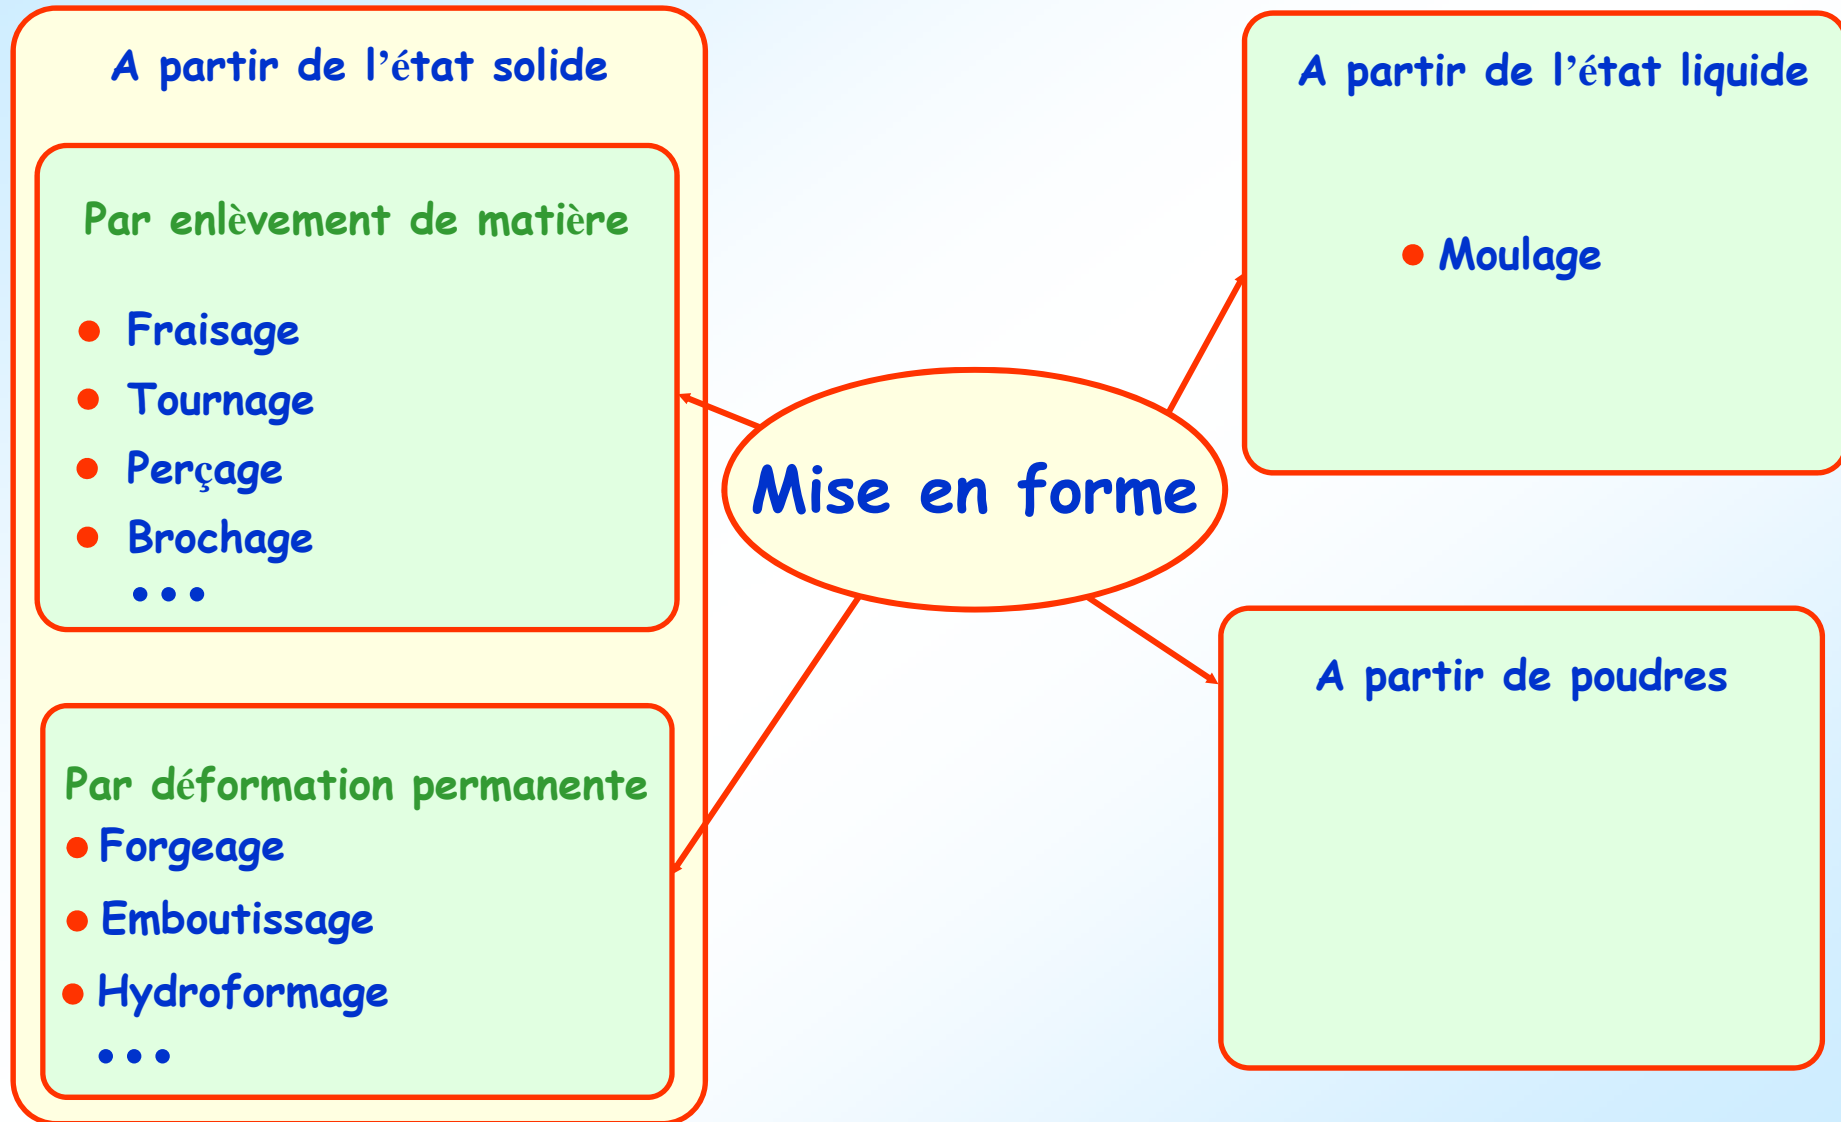 A partir de l’état solide
Par enlèvement de matière
● Fraisage
● Tournage
● Perçage
● Brochage
•••
Par déformation permanente
● Forgeage
● Emboutissage
● Hydroformage
•••
Mise en forme
A partir de l’état liquide
● Moulage
A partir de poudres